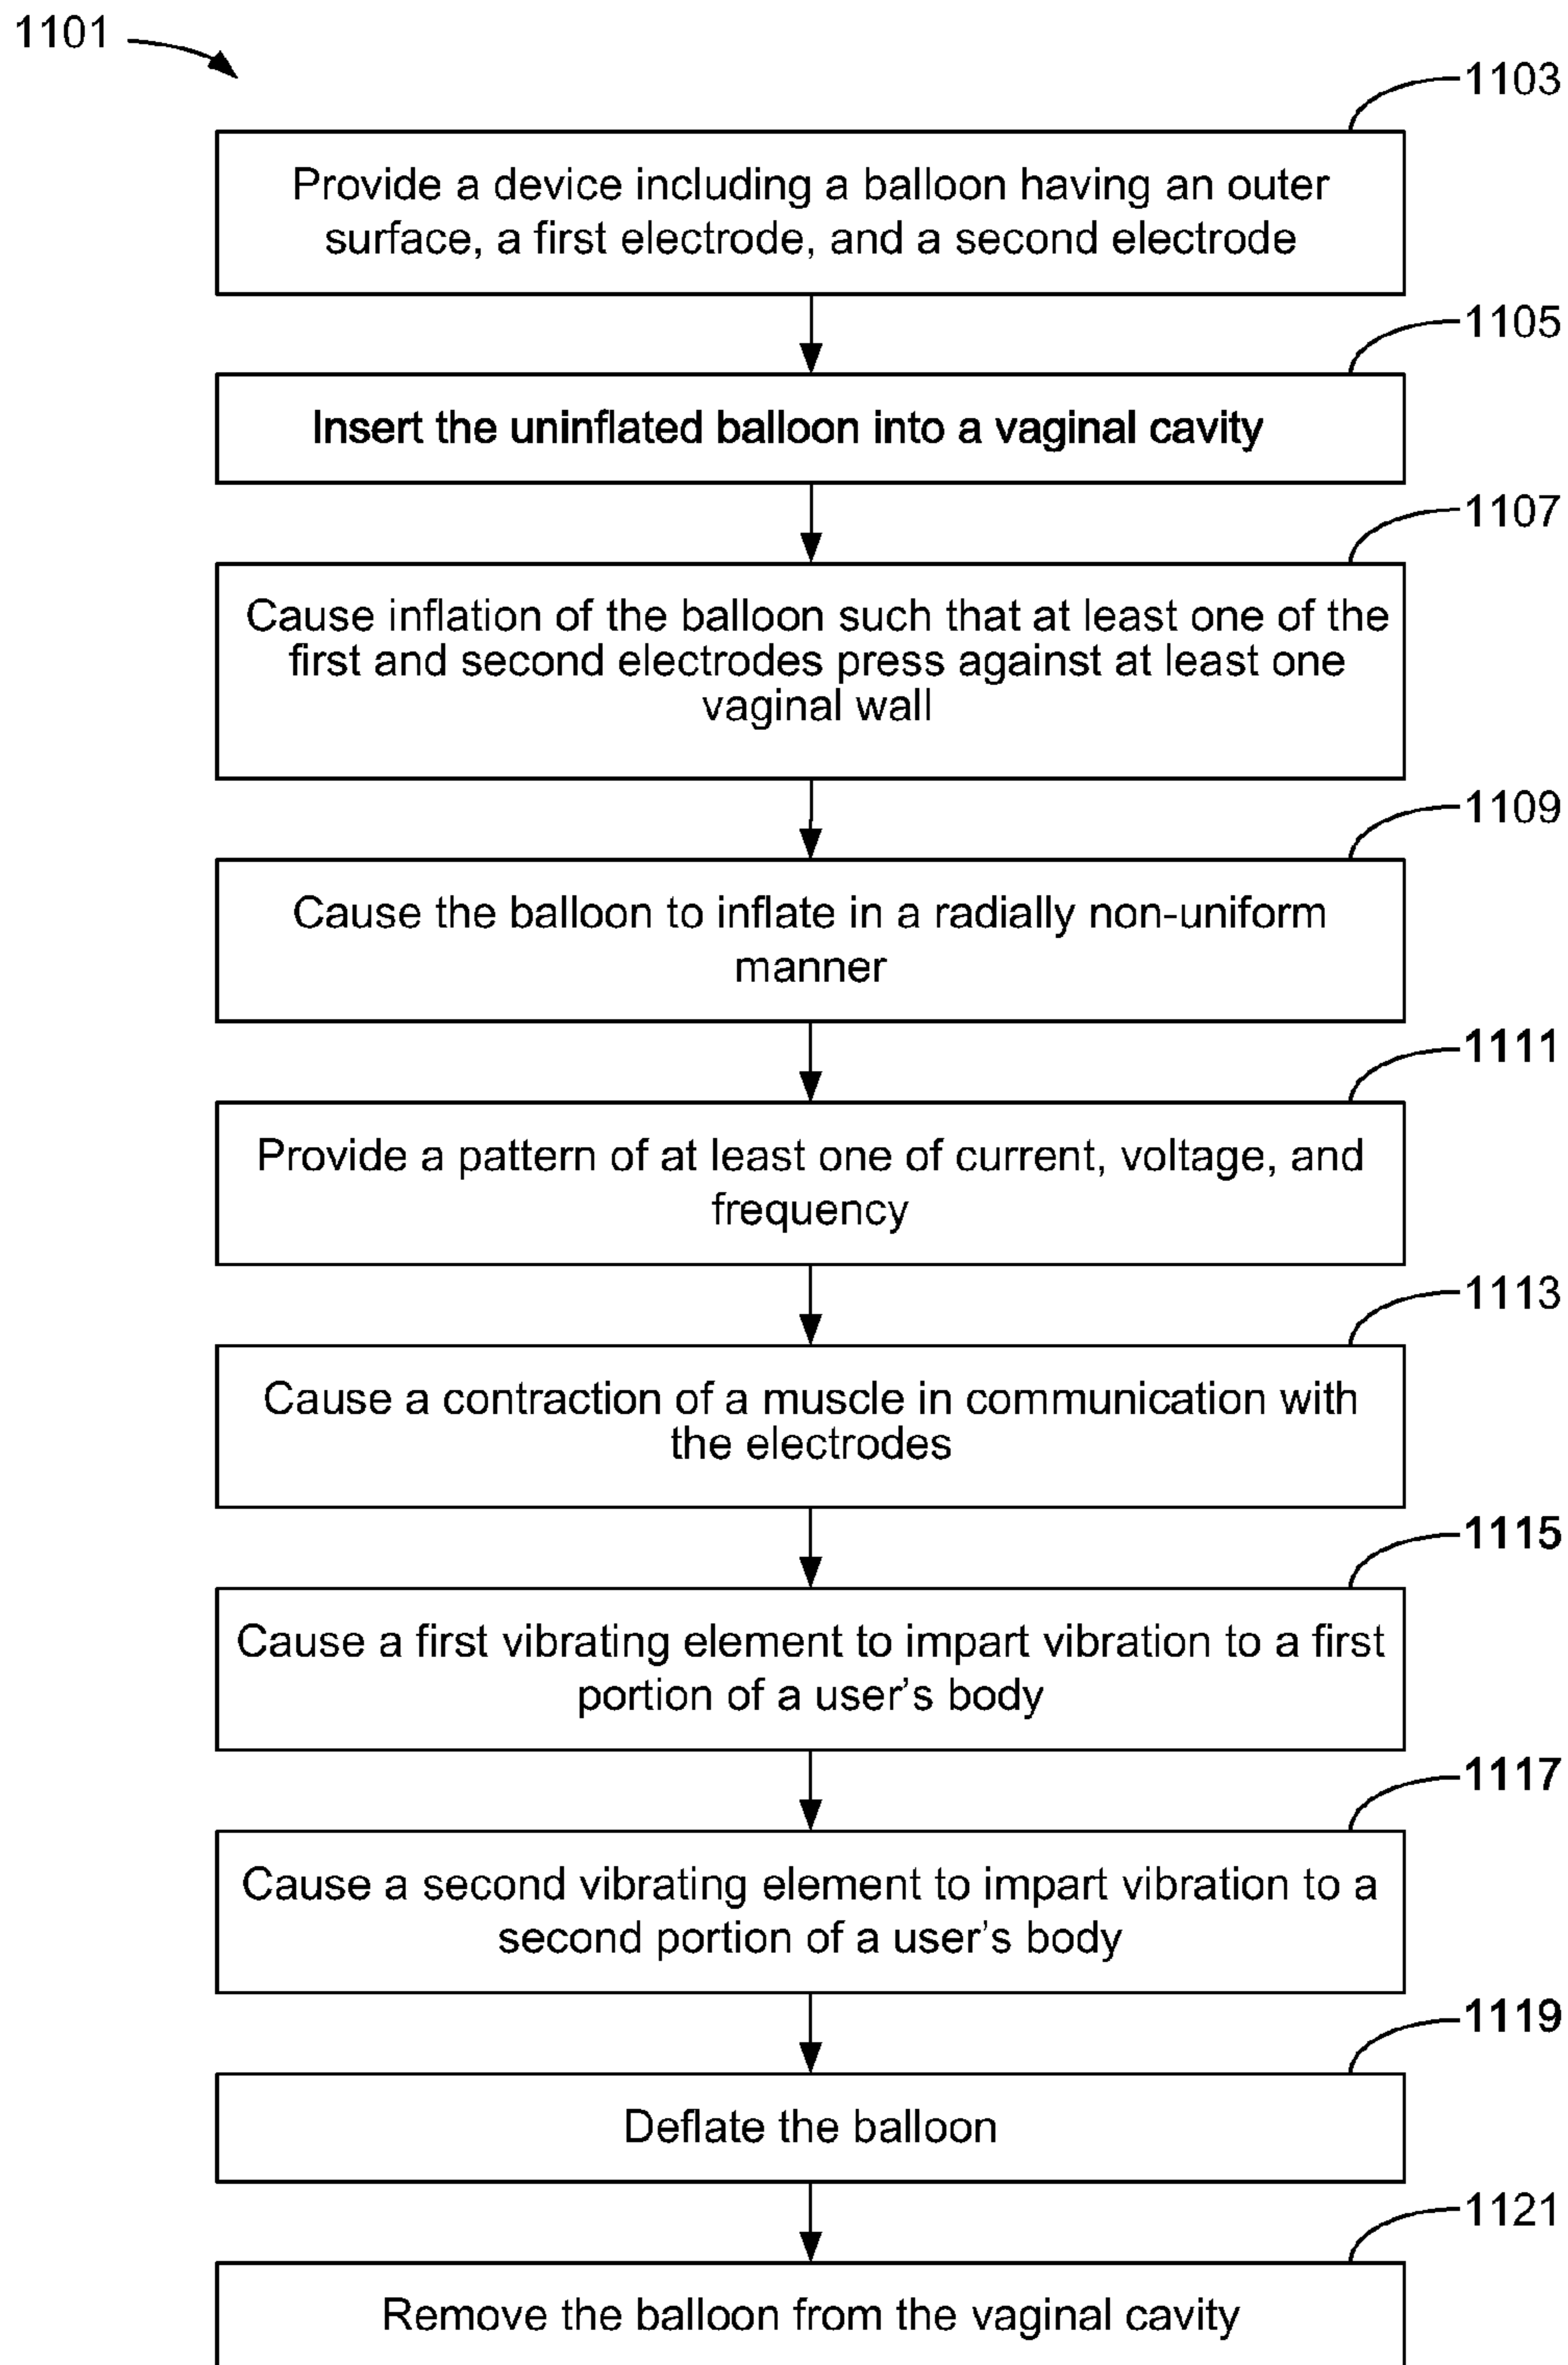 1101
1103
Provide a device including a balloon having an outer
surface, a first electrode, and a second electrode
1105
Insert the uninflated balloon into a vaginal cavity
1107
Cause inflation of the balloon such that at least one of the
first and second electrodes press against at least one
vaginal wall
1109
Cause the balloon to inflate in a radially non-uniform
manner
1111
Provide a pattern of at least one of current, voltage, and
frequency
1113
Cause a contraction of a muscle in communication with
the electrodes
1115
Cause a first vibrating element to impart vibration to a first
portion of a user’s body
1117
Cause a second vibrating element to impart vibration to a
second portion of a user’s body
1119
Deflate the balloon
1121
Remove the balloon from the vaginal cavity